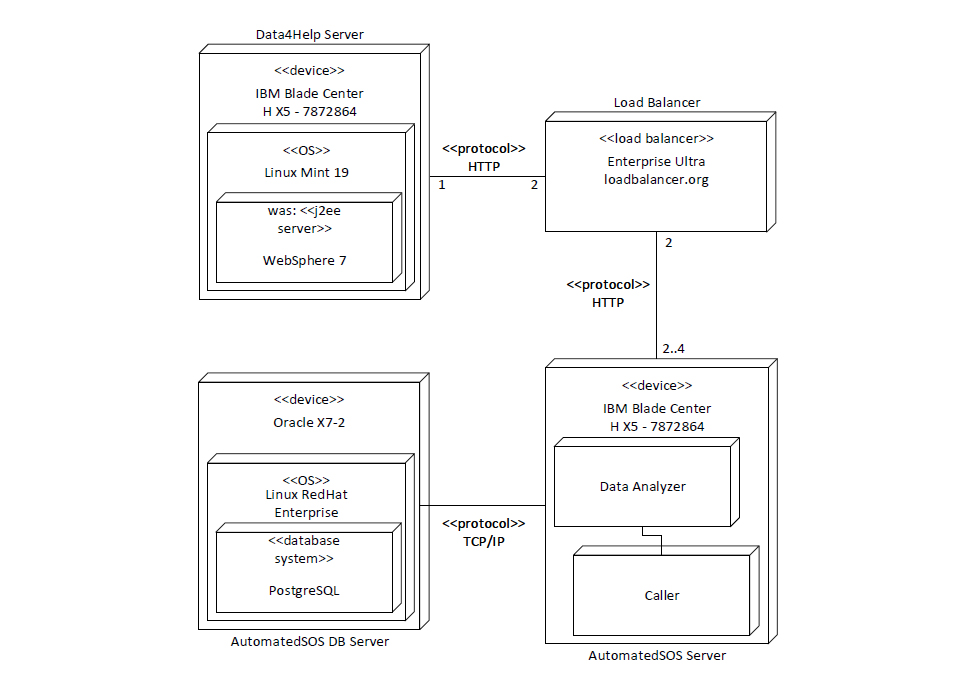 Data4Help Server
<<device>>
IBM Blade Center
H X5 - 7872864
<<OS>>
Linux Mint 19
was: <<j2ee
server>>
WebSphere 7
<<protocol>>
HTTP
1
2
Load Balancer
<<load balancer>>
Enterprise Ultra
loadbalancer.org
2
<<protocol>>
HTTP
2..4
<<device>>
Oracle X7-2
<<OS>>
Linux RedHat
Enterprise
<<database
system>>
PostgreSQL
AutomatedSOS DB Server
<<protocol>>
TCP/IP
<<device>>
IBM Blade Center
H X5 - 7872864
Data Analyzer
Caller
AutomatedSOS Server